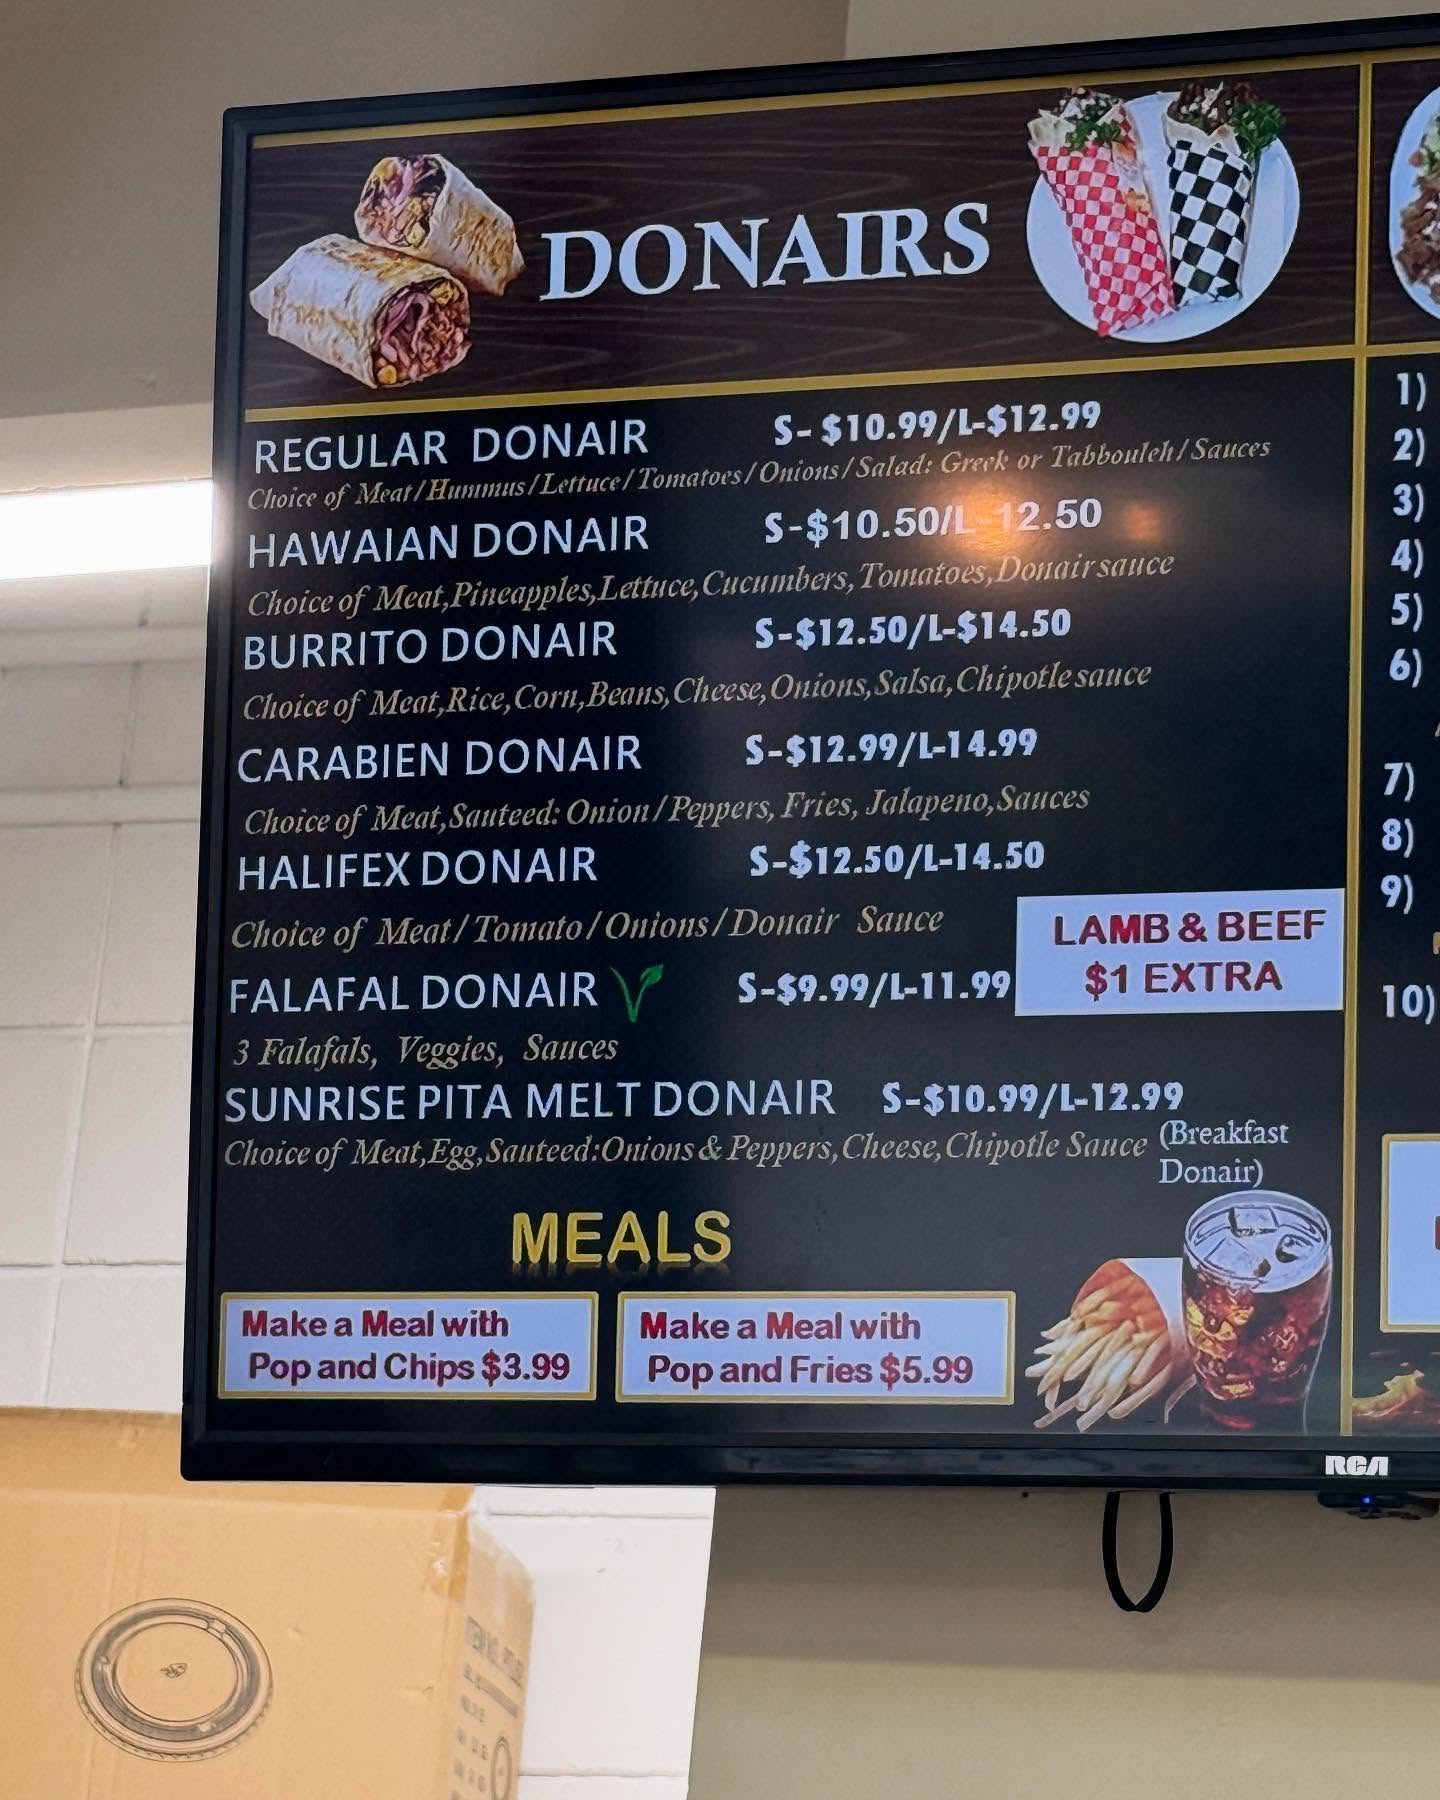 DONAIRS
REGULAR DONAIR S- $10.99/L-$12.99
Choice of Meat/Hummus/Lettuce/Tomatoes/Onions/Salad: Greek or Tabbouleh/Sauces
HAWAIAN DONAIR S-$10.50/L-12.50
Choice of Meat,Pineapples,Lettuce,Cucumbers,Tomatoes,Donair sauce
BURRITO DONAIR S-$12.50/L-$14.50
Choice of Meat,Rice,Corn,Beans,Cheese,Onions,Salsa,Chipotle sauce
CARABIEN DONAIR S-$12.99/L-14.99
Choice of Meat,Sauteed: Onion/Peppers, Fries, Jalapeno,Sauces
HALIFEX DONAIR S-$12.50/L-14.50
Choice of Meat/Tomato/Onions/Donair Sauce
LAMB & BEEF
$1 EXTRA
FALAFAL DONAIR S-$9.99/L-11.99
3 Falafals, Veggies, Sauces
SUNRISE PITA MELT DONAIR S-$10.99/L-12.99
Choice of Meat,Egg,Sauteed:Onions & Peppers,Cheese,Chipotle Sauce (Breakfast
Donair)
MEALS
Make a Meal with
Pop and Chips $3.99
Make a Meal with
Pop and Fries $5.99
1)
2)
3)
4)
5)
6)
7)
8)
9)
10)
RCA